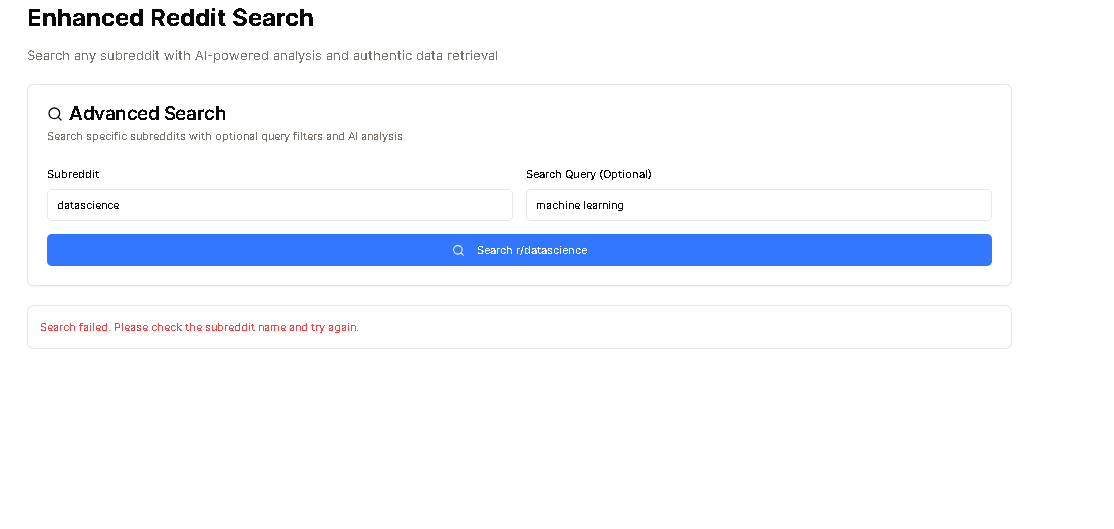 Enhanced Reddit Search
Search any subreddit with AI-powered analysis and authentic data retrieval
Advanced Search
Search specific subreddits with optional query filters and AI analysis
Subreddit
Search Query (Optional)
datascience
machine learning
Search r/datascience
Search failed. Please check the subreddit name and try again.